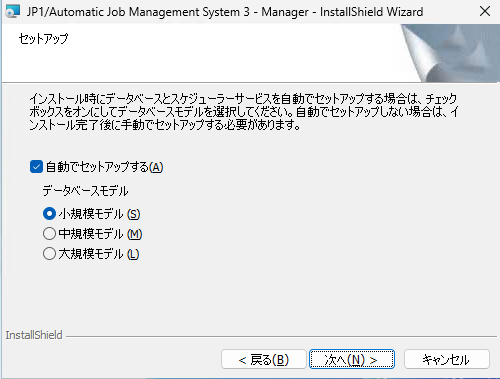 JP1/Automatic Job Management System 3 - Manager - InstallShield Wizard
セットアップ
インストール時にデータベースとスケジューラーサービスを自動でセットアップする場合は、チェック
ボックスをオンにしてデータベースモデルを選択してください。自動でセットアップしない場合は、イ
ンストール完了後に手動でセットアップする必要があります。
自動でセットアップする(A)
データベースモデル
小規模モデル (S)
中規模モデル (M)
大規模モデル (L)
InstallShield
< 戻る(B)
次へ(N) >
キャンセル